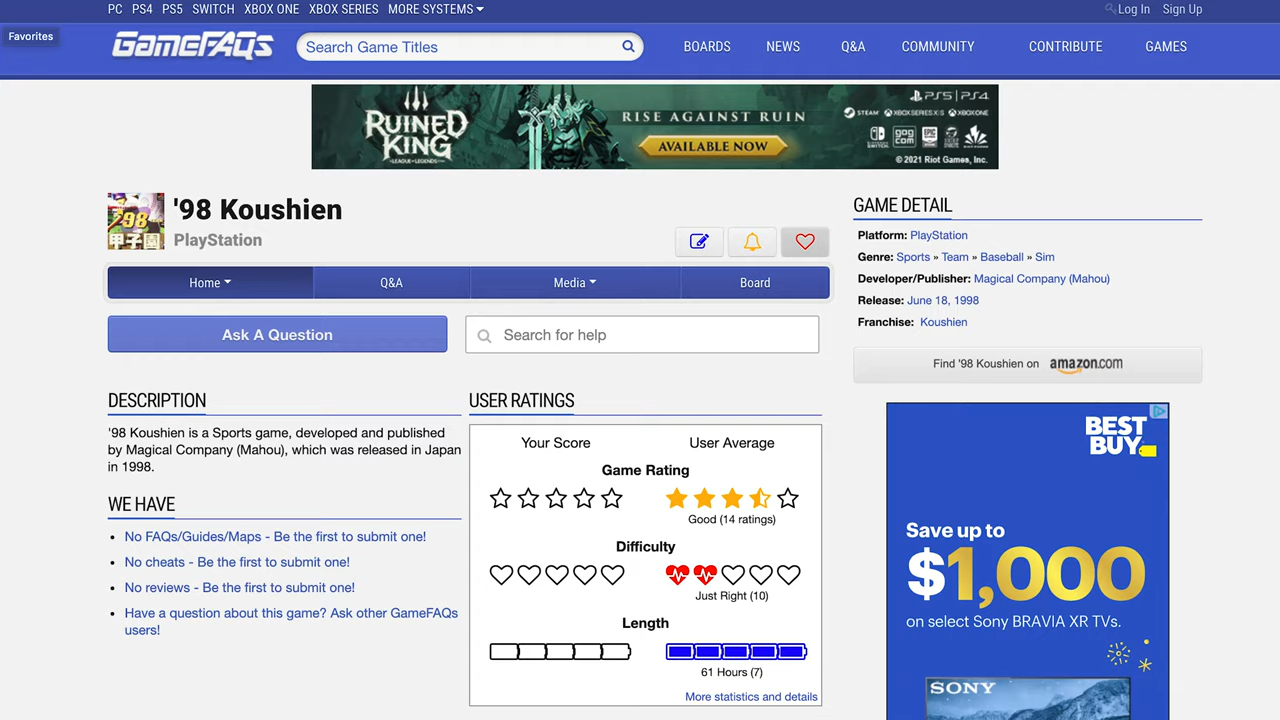 PC PS4 PS5 SWITCH XBOX ONE XBOX SERIES MORE SYSTEMS
Log In Sign Up
Favorites
GameFAQs
Search Game Titles
BOARDS NEWS Q&A COMMUNITY CONTRIBUTE GAMES
RUINED
KING
RISE AGAINST RUIN
AVAILABLE NOW
PS5 | PS4
STEAM XBOX SERIES X|S XBOX ONE
© 2021 Riot Games, Inc.
'98
甲子園
'98 Koushien
PlayStation
Home Q&A Media Board
Ask A Question
Search for help
DESCRIPTION
'98 Koushien is a Sports game, developed and published
by Magical Company (Mahou), which was released in Japan
in 1998.
WE HAVE
No FAQs/Guides/Maps - Be the first to submit one!
No cheats - Be the first to submit one!
No reviews - Be the first to submit one!
Have a question about this game? Ask other GameFAQs
users!
USER RATINGS
Your Score User Average
Game Rating
Good (14 ratings)
Difficulty
Just Right (10)
Length
61 Hours (7)
More statistics and details
GAME DETAIL
Platform: PlayStation
Genre: Sports » Team » Baseball » Sim
Developer/Publisher: Magical Company (Mahou)
Release: June 18, 1998
Franchise: Koushien
Find '98 Koushien on amazon.com
BEST
BUY
Save up to
$1,000
on select Sony BRAVIA XR TVs.
SONY